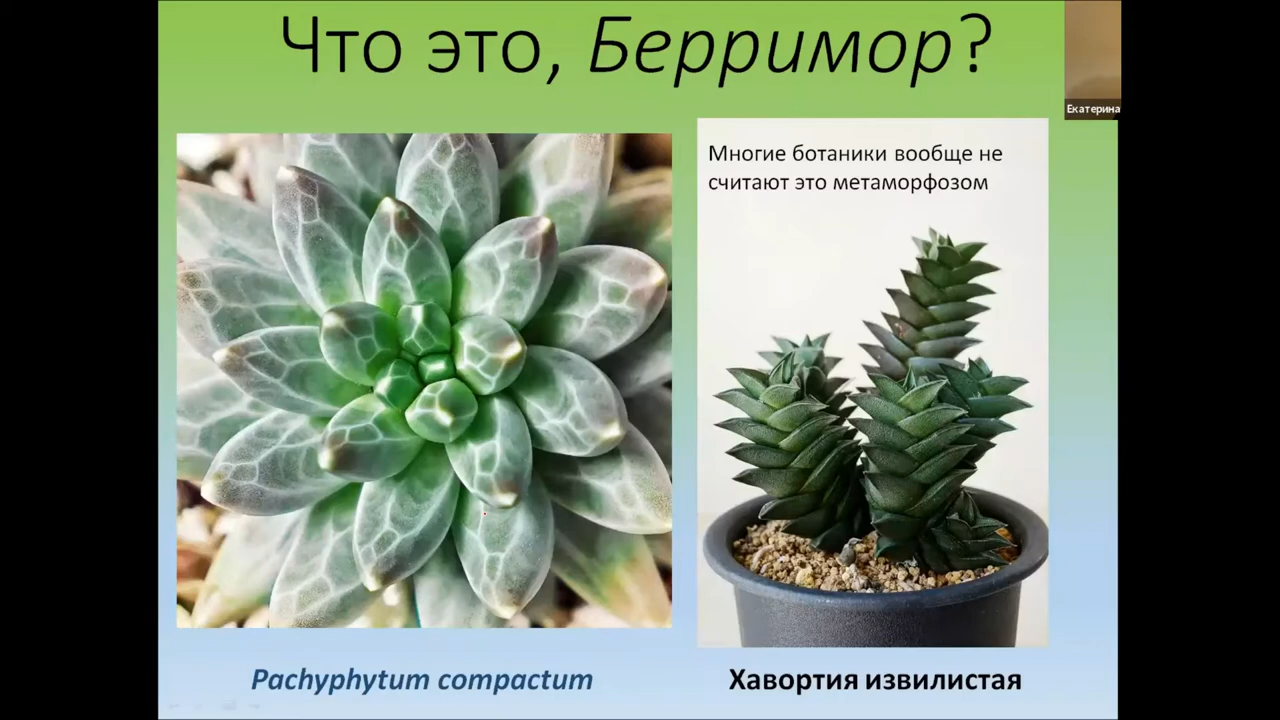 Что это, Берримор?
Екатерина
Многие ботаники вообще не
считают это метаморфозом
Pachyphytum compactum
Хавортия извилистая